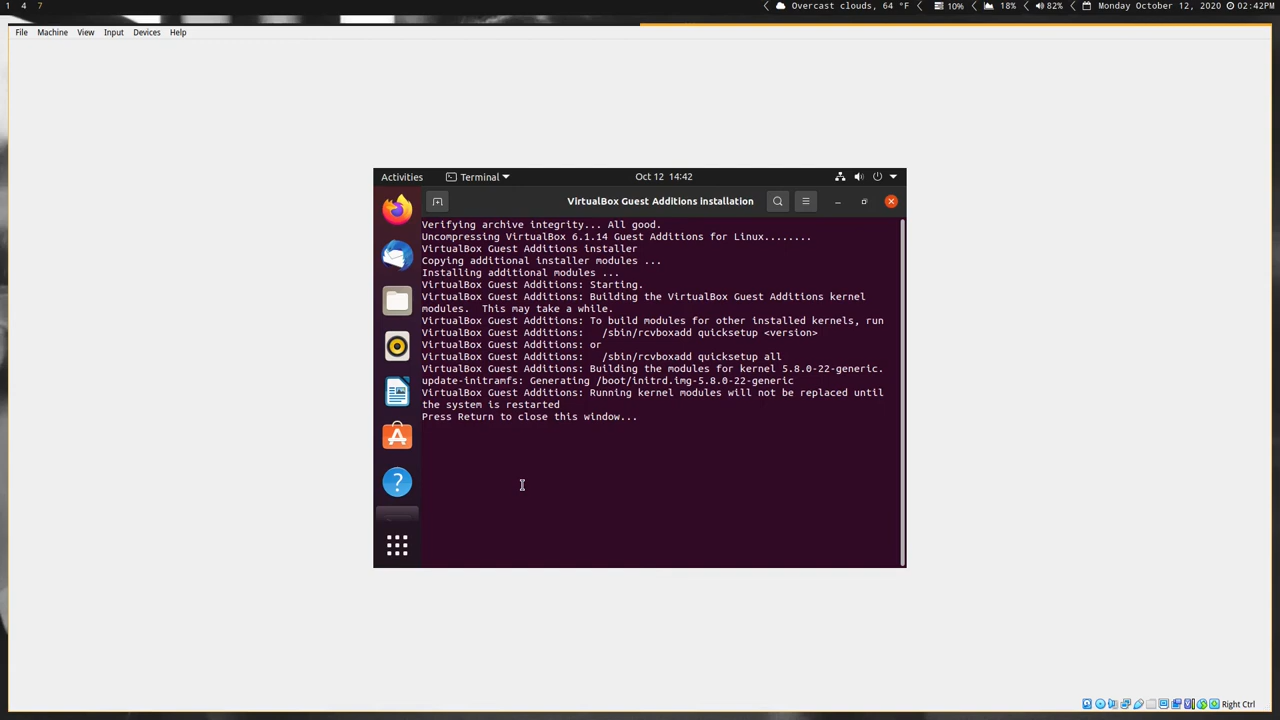 1 4 7
Overcast clouds, 64 °F 10% 18% 82% Monday October 12, 2020 02:42PM
File Machine View Input Devices Help
Activities Terminal Oct 12 14:42
VirtualBox Guest Additions Installation
Verifying archive integrity... All good.
Uncompressing VirtualBox 6.1.14 Guest Additions for Linux........
VirtualBox Guest Additions installer
Copying additional installer modules ...
Installing additional modules ...
VirtualBox Guest Additions: Starting.
VirtualBox Guest Additions: Building the VirtualBox Guest Additions kernel
modules.  This may take a while.
VirtualBox Guest Additions: To build modules for other installed kernels, run
VirtualBox Guest Additions:   /sbin/rcvboxadd quicksetup <version>
VirtualBox Guest Additions: or
VirtualBox Guest Additions:   /sbin/rcvboxadd quicksetup all
VirtualBox Guest Additions: Building the modules for kernel 5.8.0-22-generic.
update-initramfs: Generating /boot/initrd.img-5.8.0-22-generic
VirtualBox Guest Additions: Running kernel modules will not be replaced until
the system is restarted
Press Return to close this window...
Right Ctrl